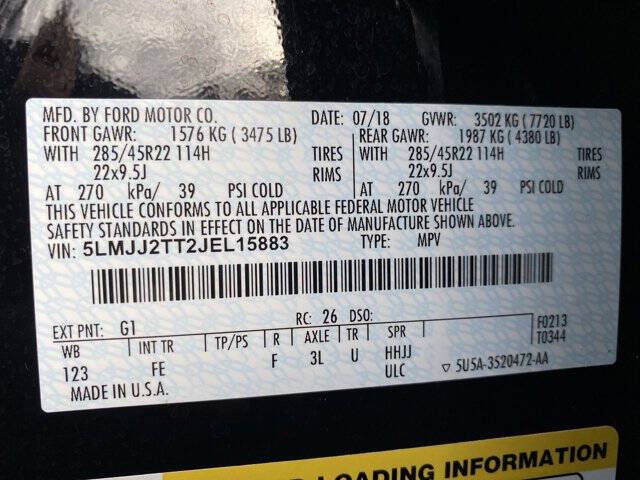 MFD. BY FORD MOTOR CO. DATE: 07/18 GVWR: 3502 KG (7720 LB)
FRONT GAWR: 1576 KG (3475 LB) REAR GAWR: 1987 KG (4380 LB)
WITH 285/45R22 114H TIRES WITH 285/45R22 114H TIRES
22x9.5J RIMS 22x9.5J RIMS
AT 270 kPa/ 39 PSI COLD AT 270 kPa/ 39 PSI COLD
THIS VEHICLE CONFORMS TO ALL APPLICABLE FEDERAL MOTOR VEHICLE
SAFETY STANDARDS IN EFFECT ON THE DATE OF MANUFACTURE SHOWN ABOVE.
VIN: 5LMJJ2TT2JEL15883 TYPE: MPV
EXT PNT: G1 RC: 26 DSO: F0213
WB INT TR TP/PS R AXLE TR SPR T0344
123 FE F 3L U HHJJ
ULC ▽ 5U5A-3520472-AA
MADE IN U.S.A.
LOADING INFORMATION